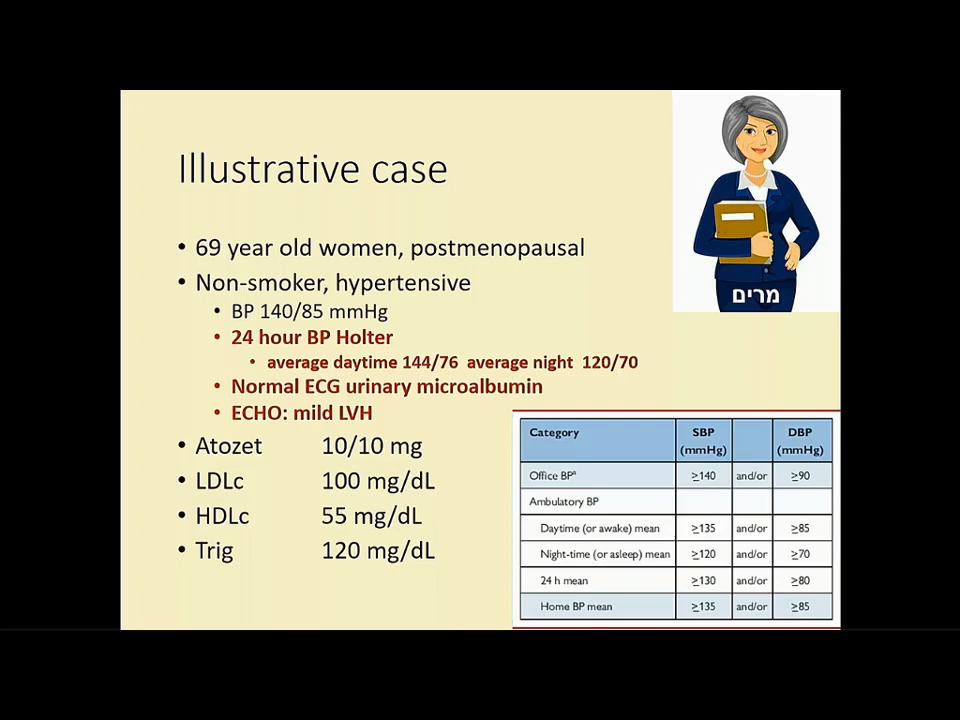 Illustrative case
מרים
• 69 year old women, postmenopausal
• Non-smoker, hypertensive
• BP 140/85 mmHg
• 24 hour BP Holter
• average daytime 144/76 average night 120/70
• Normal ECG urinary microalbumin
• ECHO: mild LVH
• Atozet 10/10 mg
• LDLc 100 mg/dL
• HDLc 55 mg/dL
• Trig 120 mg/dL
Category SBP (mmHg) DBP (mmHg)
Office BPᵃ ≥140 and/or ≥90
Ambulatory BP
Daytime (or awake) mean ≥135 and/or ≥85
Night-time (or asleep) mean ≥120 and/or ≥70
24 h mean ≥130 and/or ≥80
Home BP mean ≥135 and/or ≥85